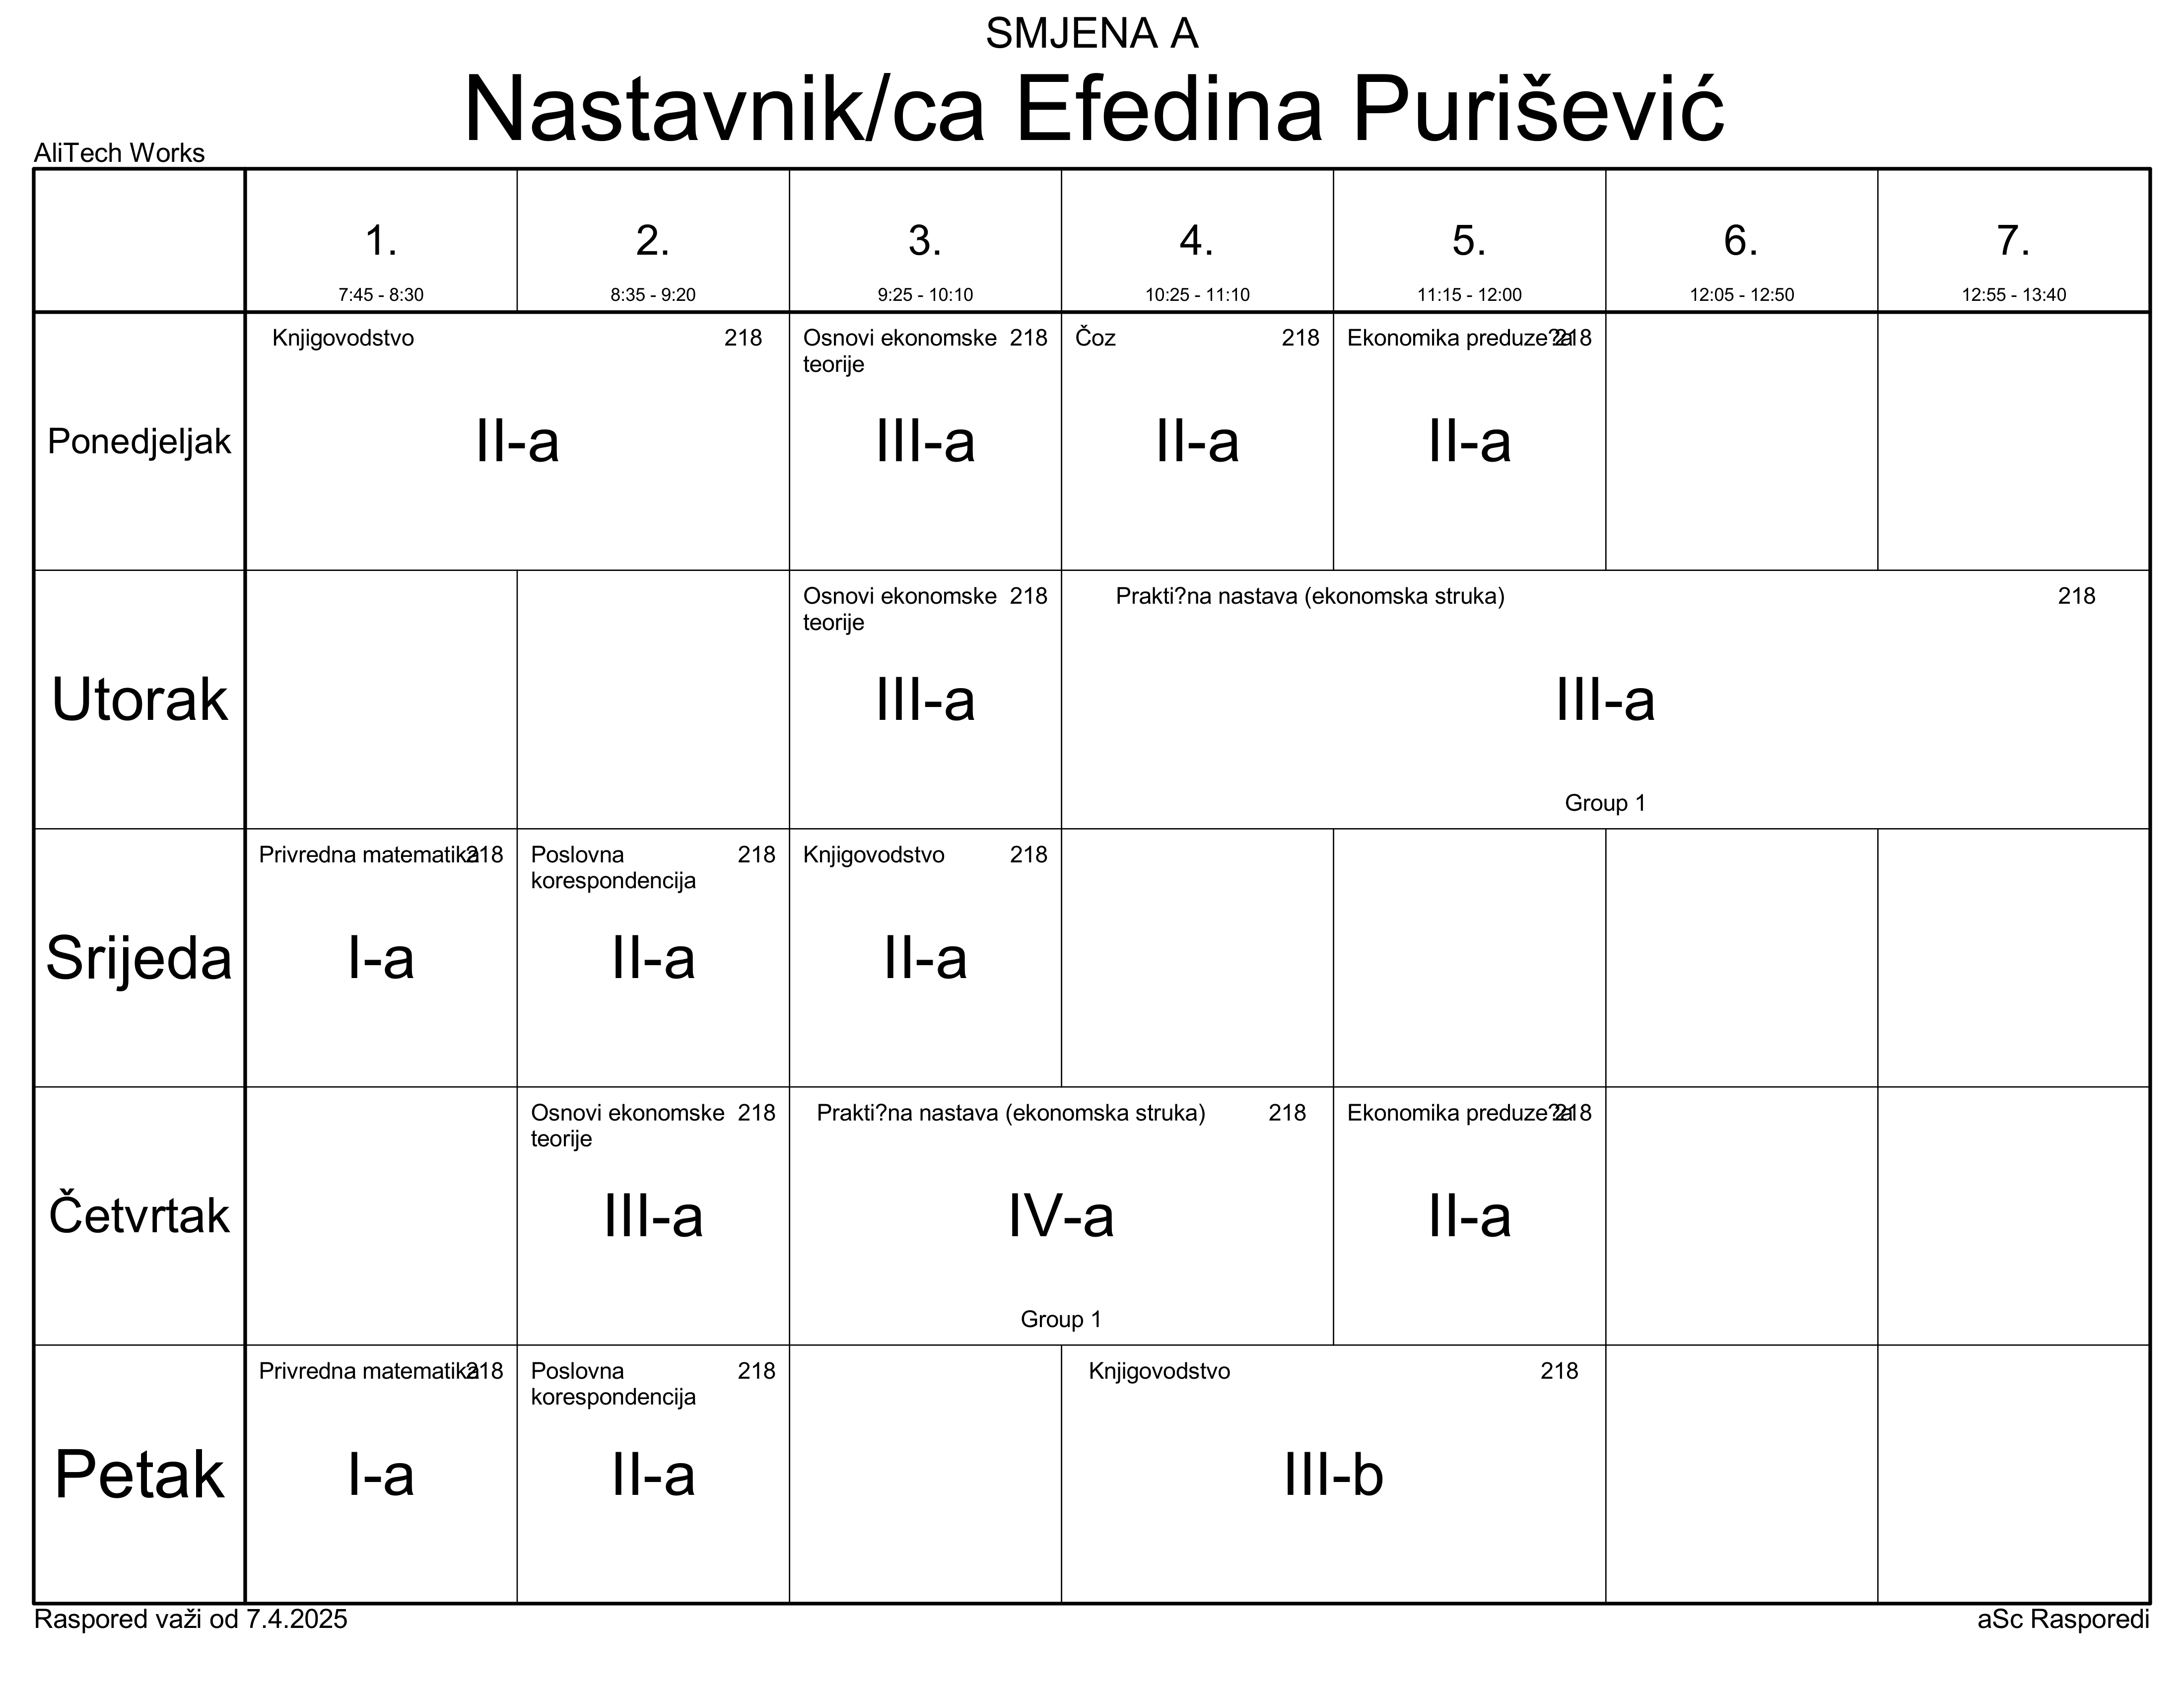 SMJENA A
Nastavnik/ca Efedina Purišević
AliTech Works
1. 2. 3. 4. 5. 6. 7.
7:45 - 8:30 8:35 - 9:20 9:25 - 10:10 10:25 - 11:10 11:15 - 12:00 12:05 - 12:50 12:55 - 13:40
Ponedjeljak
Knjigovodstvo 218
II-a
Osnovi ekonomske 218
teorije
III-a
Čoz 218
II-a
Ekonomika preduze?a 218
II-a
Utorak
Osnovi ekonomske 218
teorije
III-a
Prakti?na nastava (ekonomska struka) 218
III-a
Group 1
Srijeda
Privredna matematika 218
I-a
Poslovna 218
korespondencija
II-a
Knjigovodstvo 218
II-a
Četvrtak
Osnovi ekonomske 218
teorije
III-a
Prakti?na nastava (ekonomska struka) 218
IV-a
Group 1
Ekonomika preduze?a 218
II-a
Petak
Privredna matematika 218
I-a
Poslovna 218
korespondencija
II-a
Knjigovodstvo 218
III-b
Raspored važi od 7.4.2025
aSc Rasporedi